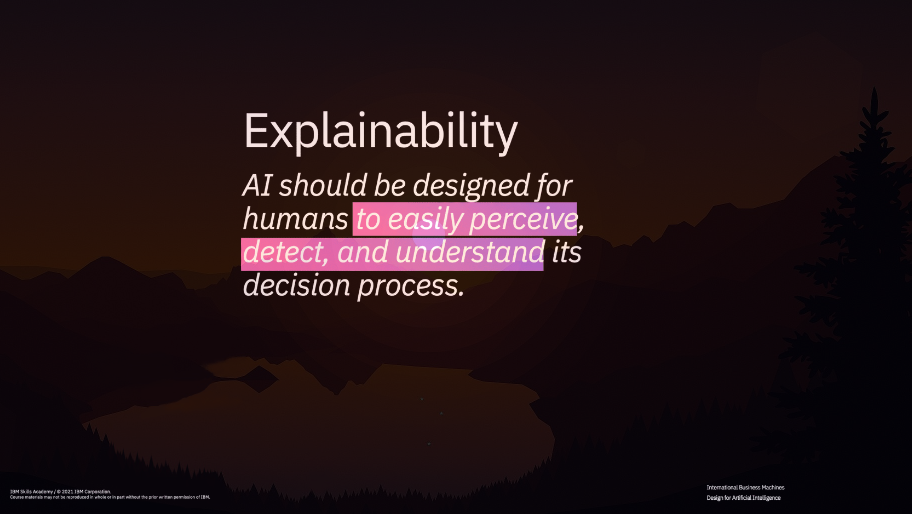 Explainability
AI should be designed for
humans to easily perceive,
detect, and understand its
decision process.
IBM Skills Academy / © 2021 IBM Corporation
Course materials may not be reproduced in whole or in part without the prior written permission of IBM.
International Business Machines
Design for Artificial Intelligence